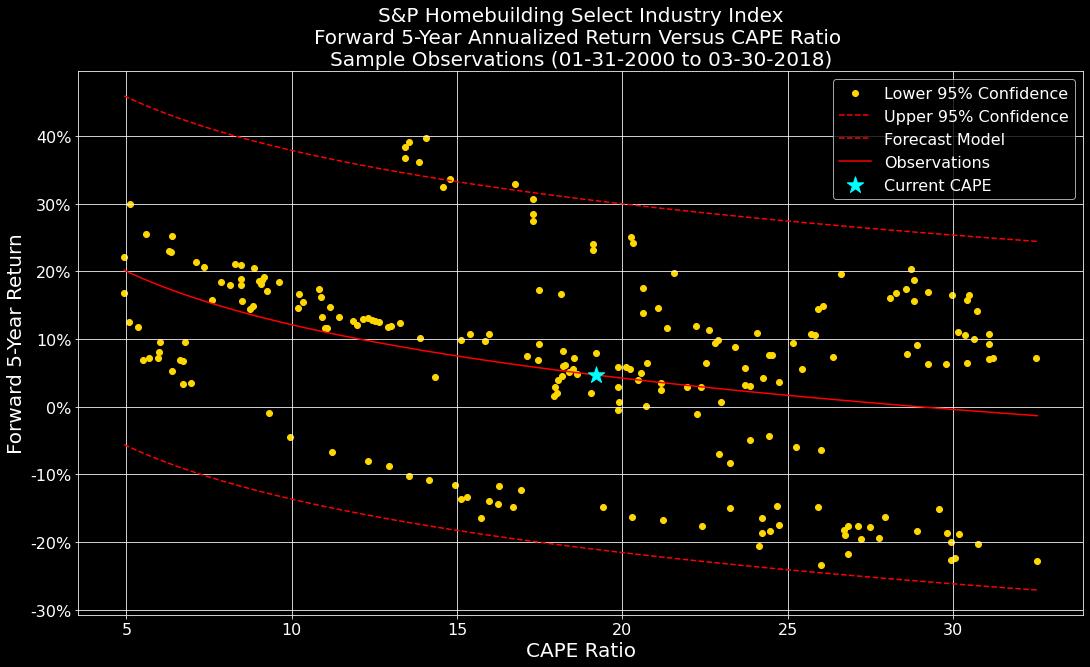 S&P Homebuilding Select Industry Index
Forward 5-Year Annualized Return Versus CAPE Ratio
Sample Observations (01-31-2000 to 03-30-2018)
Lower 95% Confidence
Upper 95% Confidence
Forecast Model
Observations
Current CAPE
Forward 5-Year Return
40%
30%
20%
10%
0%
-10%
-20%
-30%
5
10
15
20
25
30
CAPE Ratio